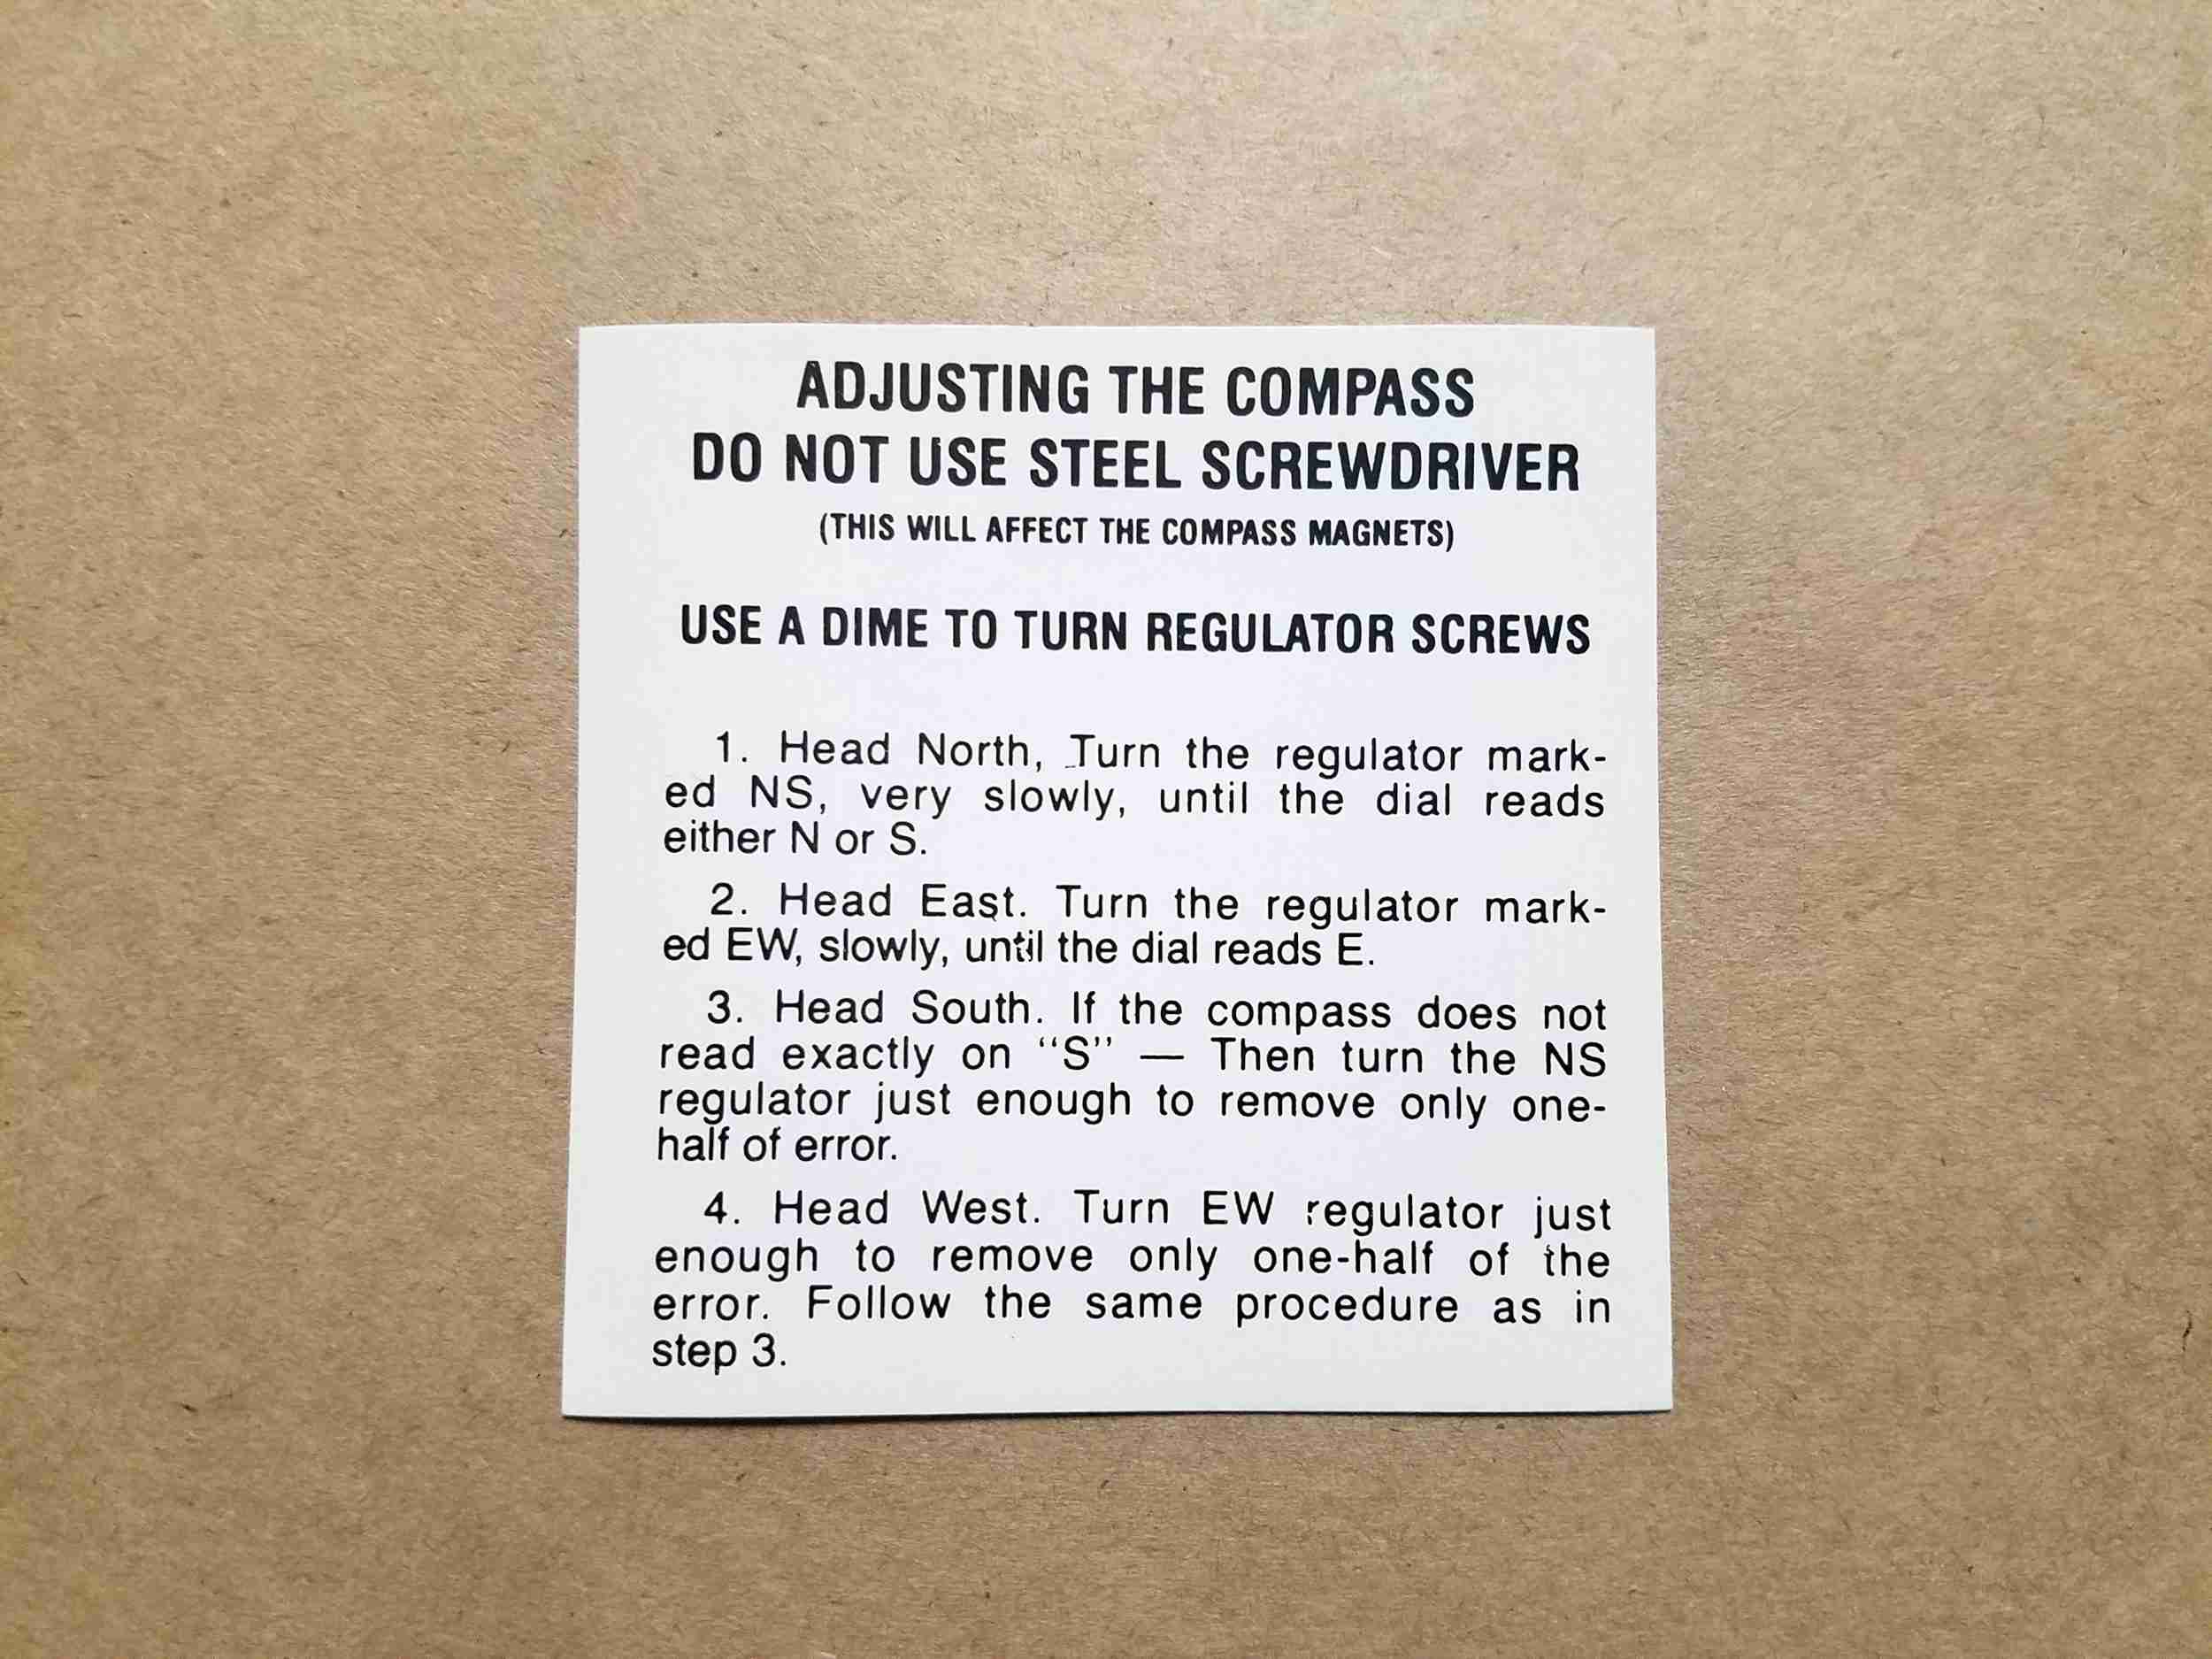 ADJUSTING THE COMPASS
DO NOT USE STEEL SCREWDRIVER
(THIS WILL AFFECT THE COMPASS MAGNETS)
USE A DIME TO TURN REGULATOR SCREWS
1. Head North, Turn the regulator mark-
ed NS, very slowly, until the dial reads
either N or S.
2. Head East. Turn the regulator mark-
ed EW, slowly, until the dial reads E.
3. Head South. If the compass does not
read exactly on “S” — Then turn the NS
regulator just enough to remove only one-
half of error.
4. Head West. Turn EW regulator just
enough to remove only one-half of the
error. Follow the same procedure as in
step 3.